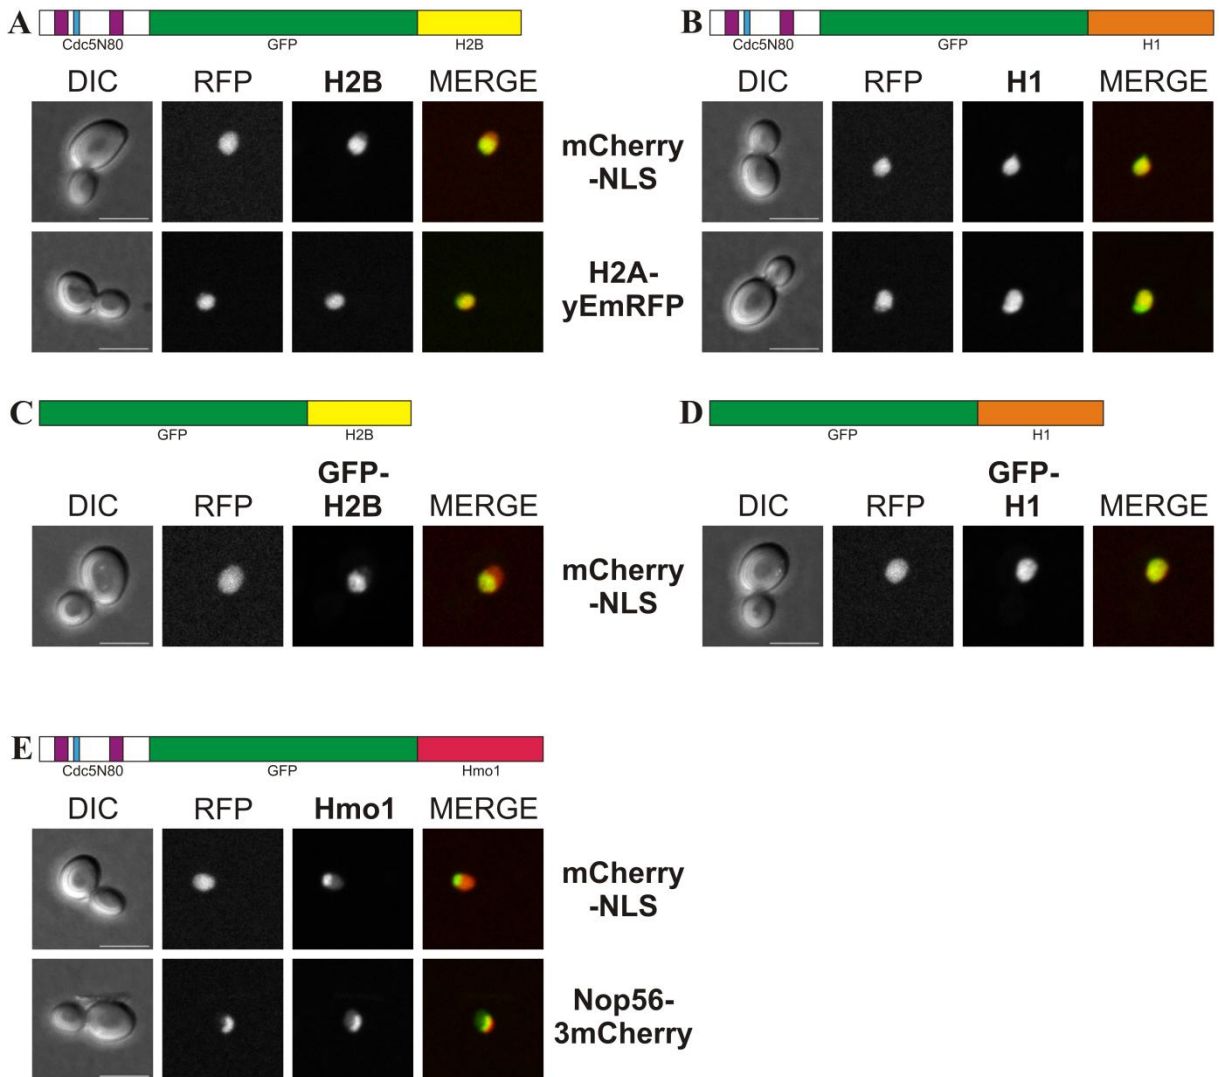 A
Cdc5N80 GFP H2B
DIC RFP H2B MERGE
mCherry
-NLS
H2A-
yEmRFP
B
Cdc5N80 GFP H1
DIC RFP H1 MERGE
C
GFP H2B
DIC RFP GFP-
H2B MERGE
mCherry
-NLS
D
GFP H1
DIC RFP GFP-
H1 MERGE
E
Cdc5N80 GFP Hmo1
DIC RFP Hmo1 MERGE
mCherry
-NLS
Nop56-
3mCherry